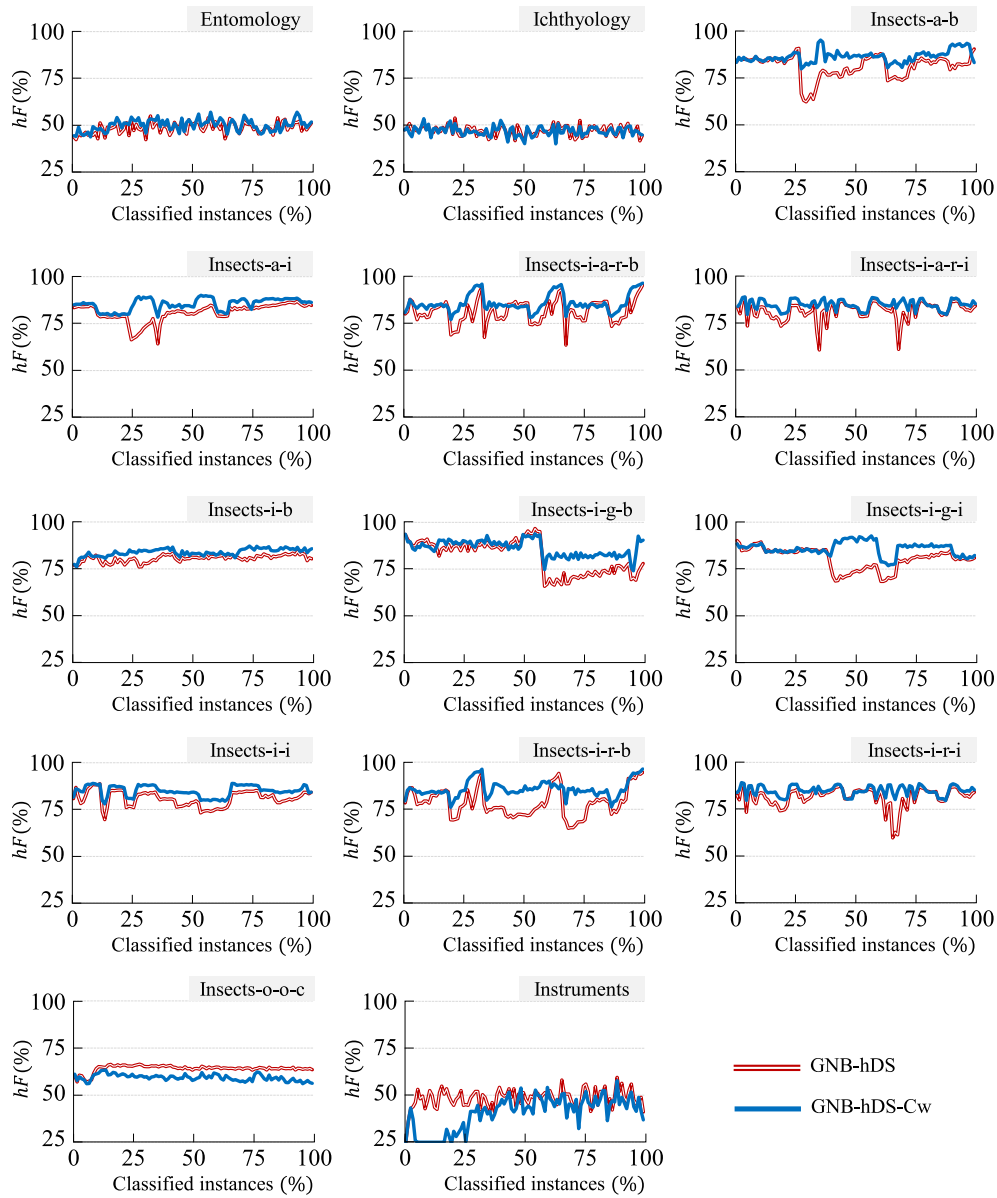 Entomology
100
75
50
25
hF(%)
0 25 50 75 100
Classified instances (%)
Ichthyology
100
75
50
25
hF(%)
0 25 50 75 100
Classified instances (%)
Insects-a-b
100
75
50
25
hF(%)
0 25 50 75 100
Classified instances (%)
Insects-a-i
100
75
50
25
hF(%)
0 25 50 75 100
Classified instances (%)
Insects-i-a-r-b
100
75
50
25
hF(%)
0 25 50 75 100
Classified instances (%)
Insects-i-a-r-i
100
75
50
25
hF(%)
0 25 50 75 100
Classified instances (%)
Insects-i-b
100
75
50
25
hF(%)
0 25 50 75 100
Classified instances (%)
Insects-i-g-b
100
75
50
25
hF(%)
0 25 50 75 100
Classified instances (%)
Insects-i-g-i
100
75
50
25
hF(%)
0 25 50 75 100
Classified instances (%)
Insects-i-i
100
75
50
25
hF(%)
0 25 50 75 100
Classified instances (%)
Insects-i-r-b
100
75
50
25
hF(%)
0 25 50 75 100
Classified instances (%)
Insects-i-r-i
100
75
50
25
hF(%)
0 25 50 75 100
Classified instances (%)
Insects-o-o-c
100
75
50
25
hF(%)
0 25 50 75 100
Classified instances (%)
Instruments
100
75
50
25
hF(%)
0 25 50 75 100
Classified instances (%)
GNB-hDS
GNB-hDS-Cw